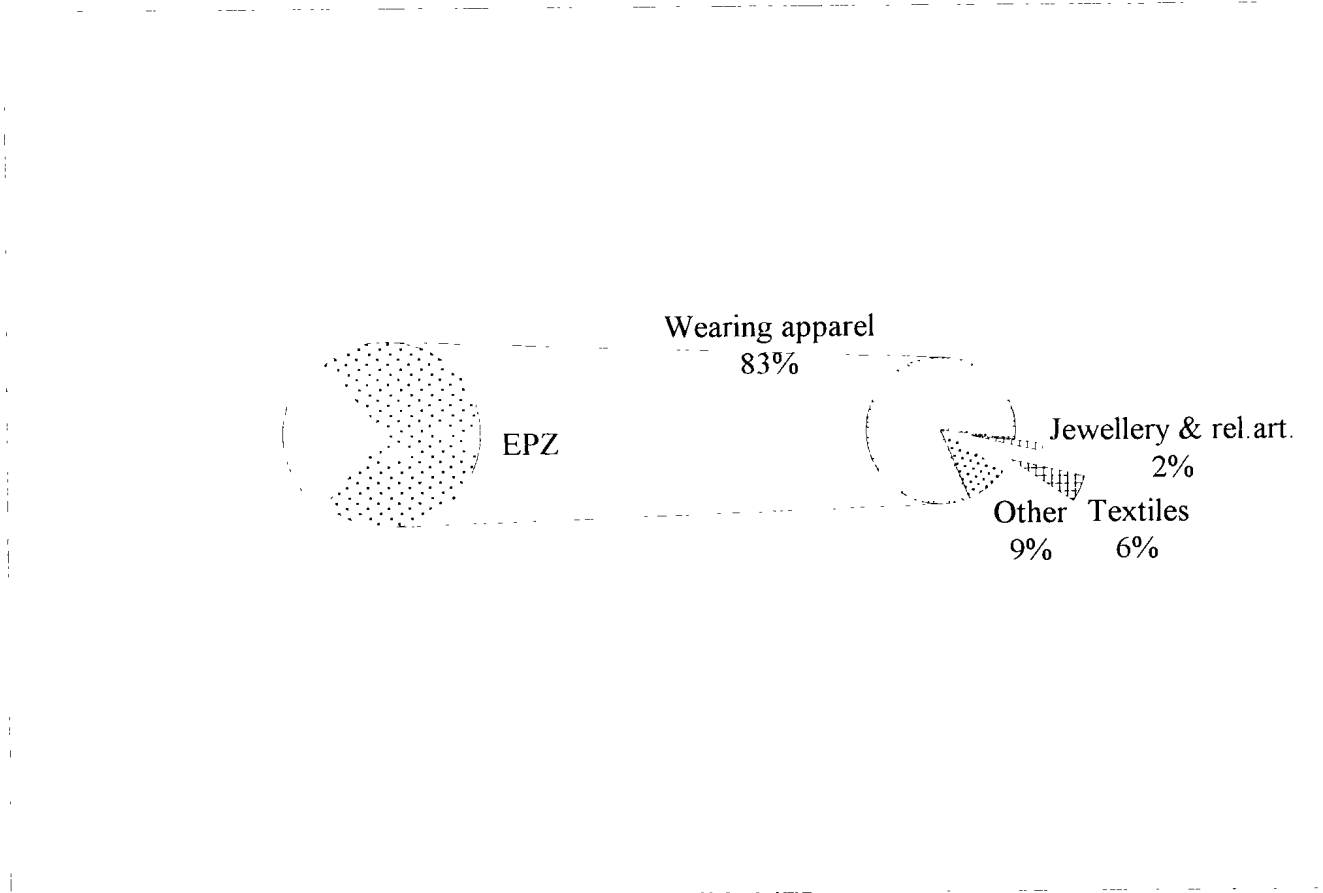 Wearing apparel
83%
EPZ
Jewellery & rel.art.
2%
Other
9%
Textiles
6%